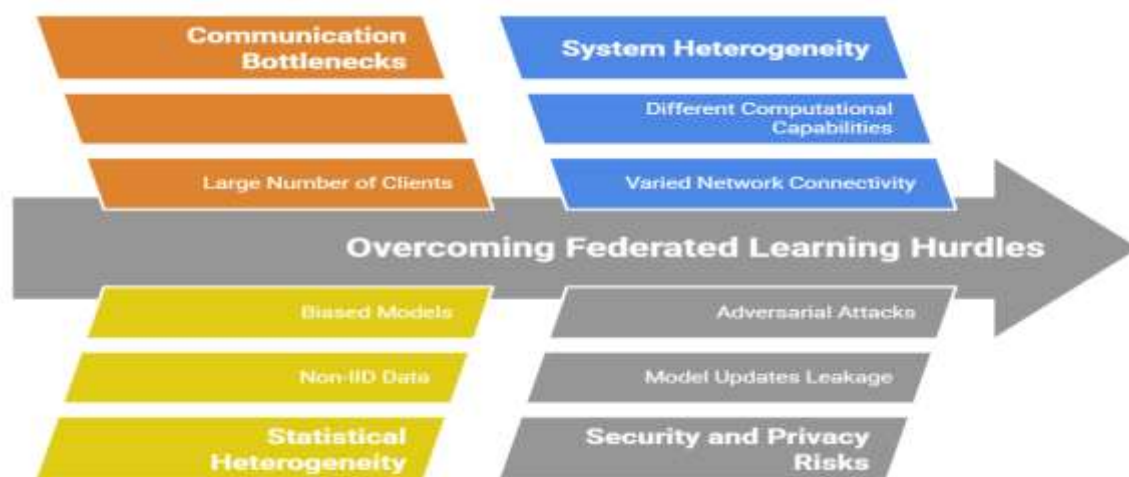 Communication
Bottlenecks
Large Number of Clients
System Heterogeneity
Different Computational
Capabilities
Varied Network Connectivity
Overcoming Federated Learning Hurdles
Biased Models
Non-IID Data
Statistical
Heterogeneity
Adversarial Attacks
Model Updates Leakage
Security and Privacy
Risks